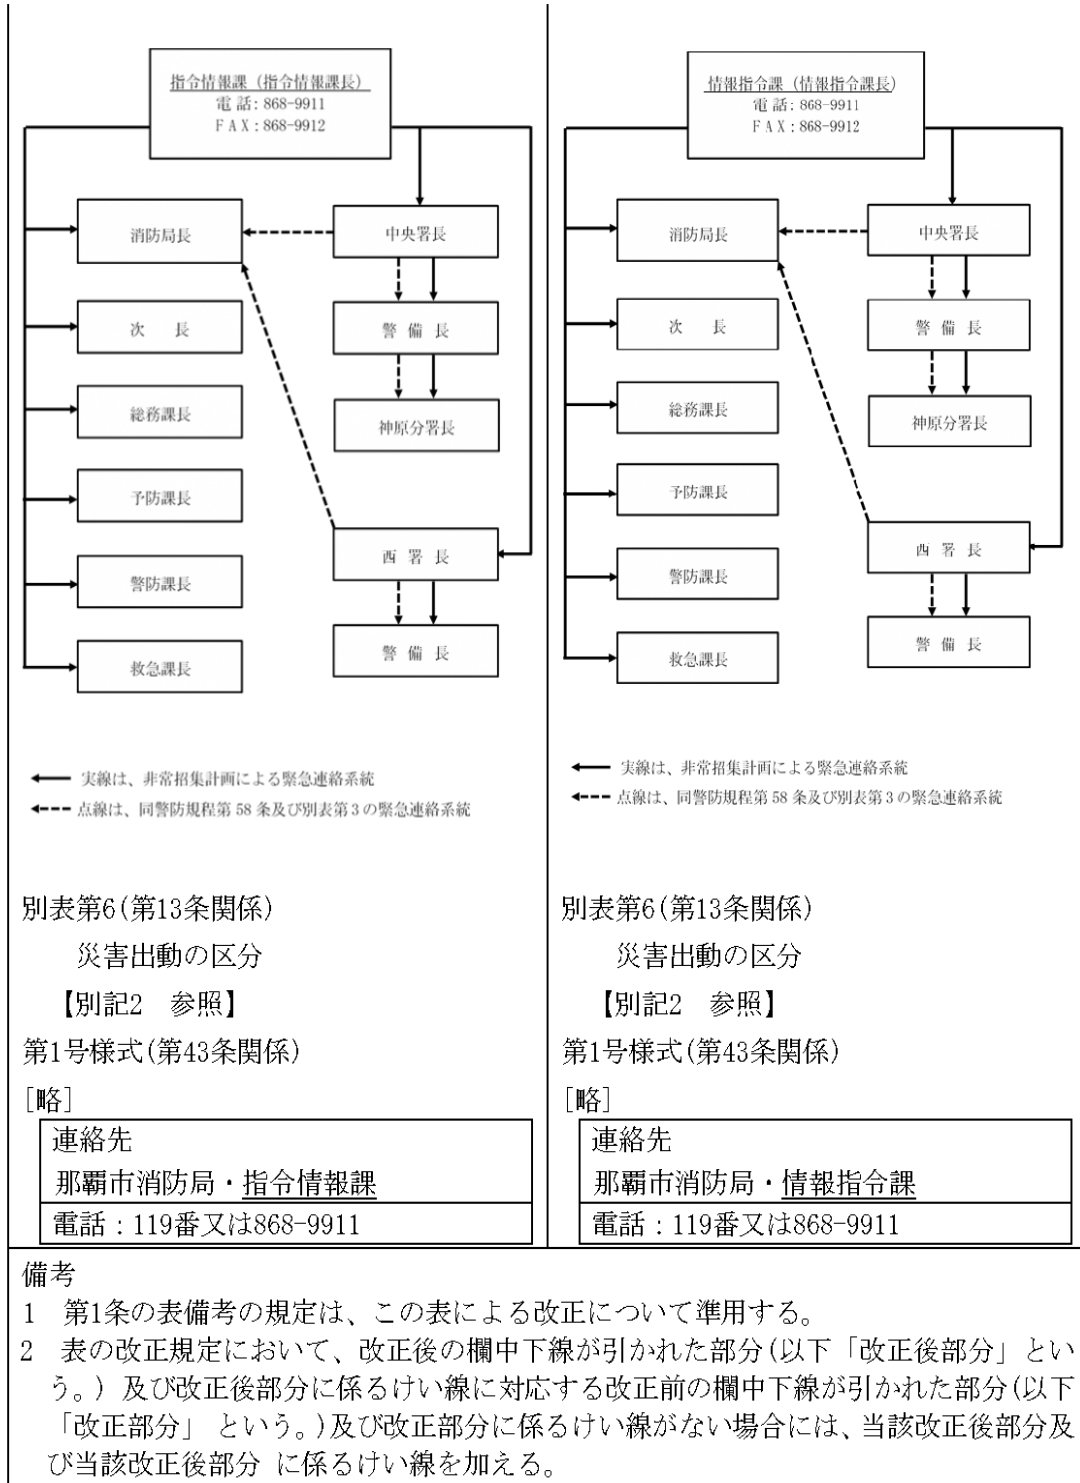 指令情報課（指令情報課長）
電 話：868-9911
ＦＡＸ：868-9912
消防局長
中央署長
次　　長
警 備 長
総務課長
神原分署長
予防課長
西 署 長
警防課長
警 備 長
救急課長
実線は、非常招集計画による緊急連絡系統
点線は、同警防規程第 58 条及び別表第 3 の緊急連絡系統
別表第6(第13条関係)
災害出動の区分
【別記2　参照】
第1号様式(第43条関係)
[略]
連絡先
那覇市消防局・指令情報課
電話：119番又は868-9911
情報指令課（情報指令課長）
電 話：868-9911
ＦＡＸ：868-9912
消防局長
中央署長
次　　長
警 備 長
総務課長
神原分署長
予防課長
西 署 長
警防課長
警 備 長
救急課長
実線は、非常招集計画による緊急連絡系統
点線は、同警防規程第 58 条及び別表第 3 の緊急連絡系統
別表第6(第13条関係)
災害出動の区分
【別記2　参照】
第1号様式(第43条関係)
[略]
連絡先
那覇市消防局・情報指令課
電話：119番又は868-9911
備考
1　第1条の表備考の規定は、この表による改正について準用する。
2　表の改正規定において、改正後の欄中下線が引かれた部分(以下「改正後部分」とい
う。) 及び改正後部分に係るけい線に対応する改正前の欄中下線が引かれた部分(以下
「改正部分」 という。)及び改正部分に係るけい線がない場合には、当該改正後部分及
び当該改正後部分 に係るけい線を加える。